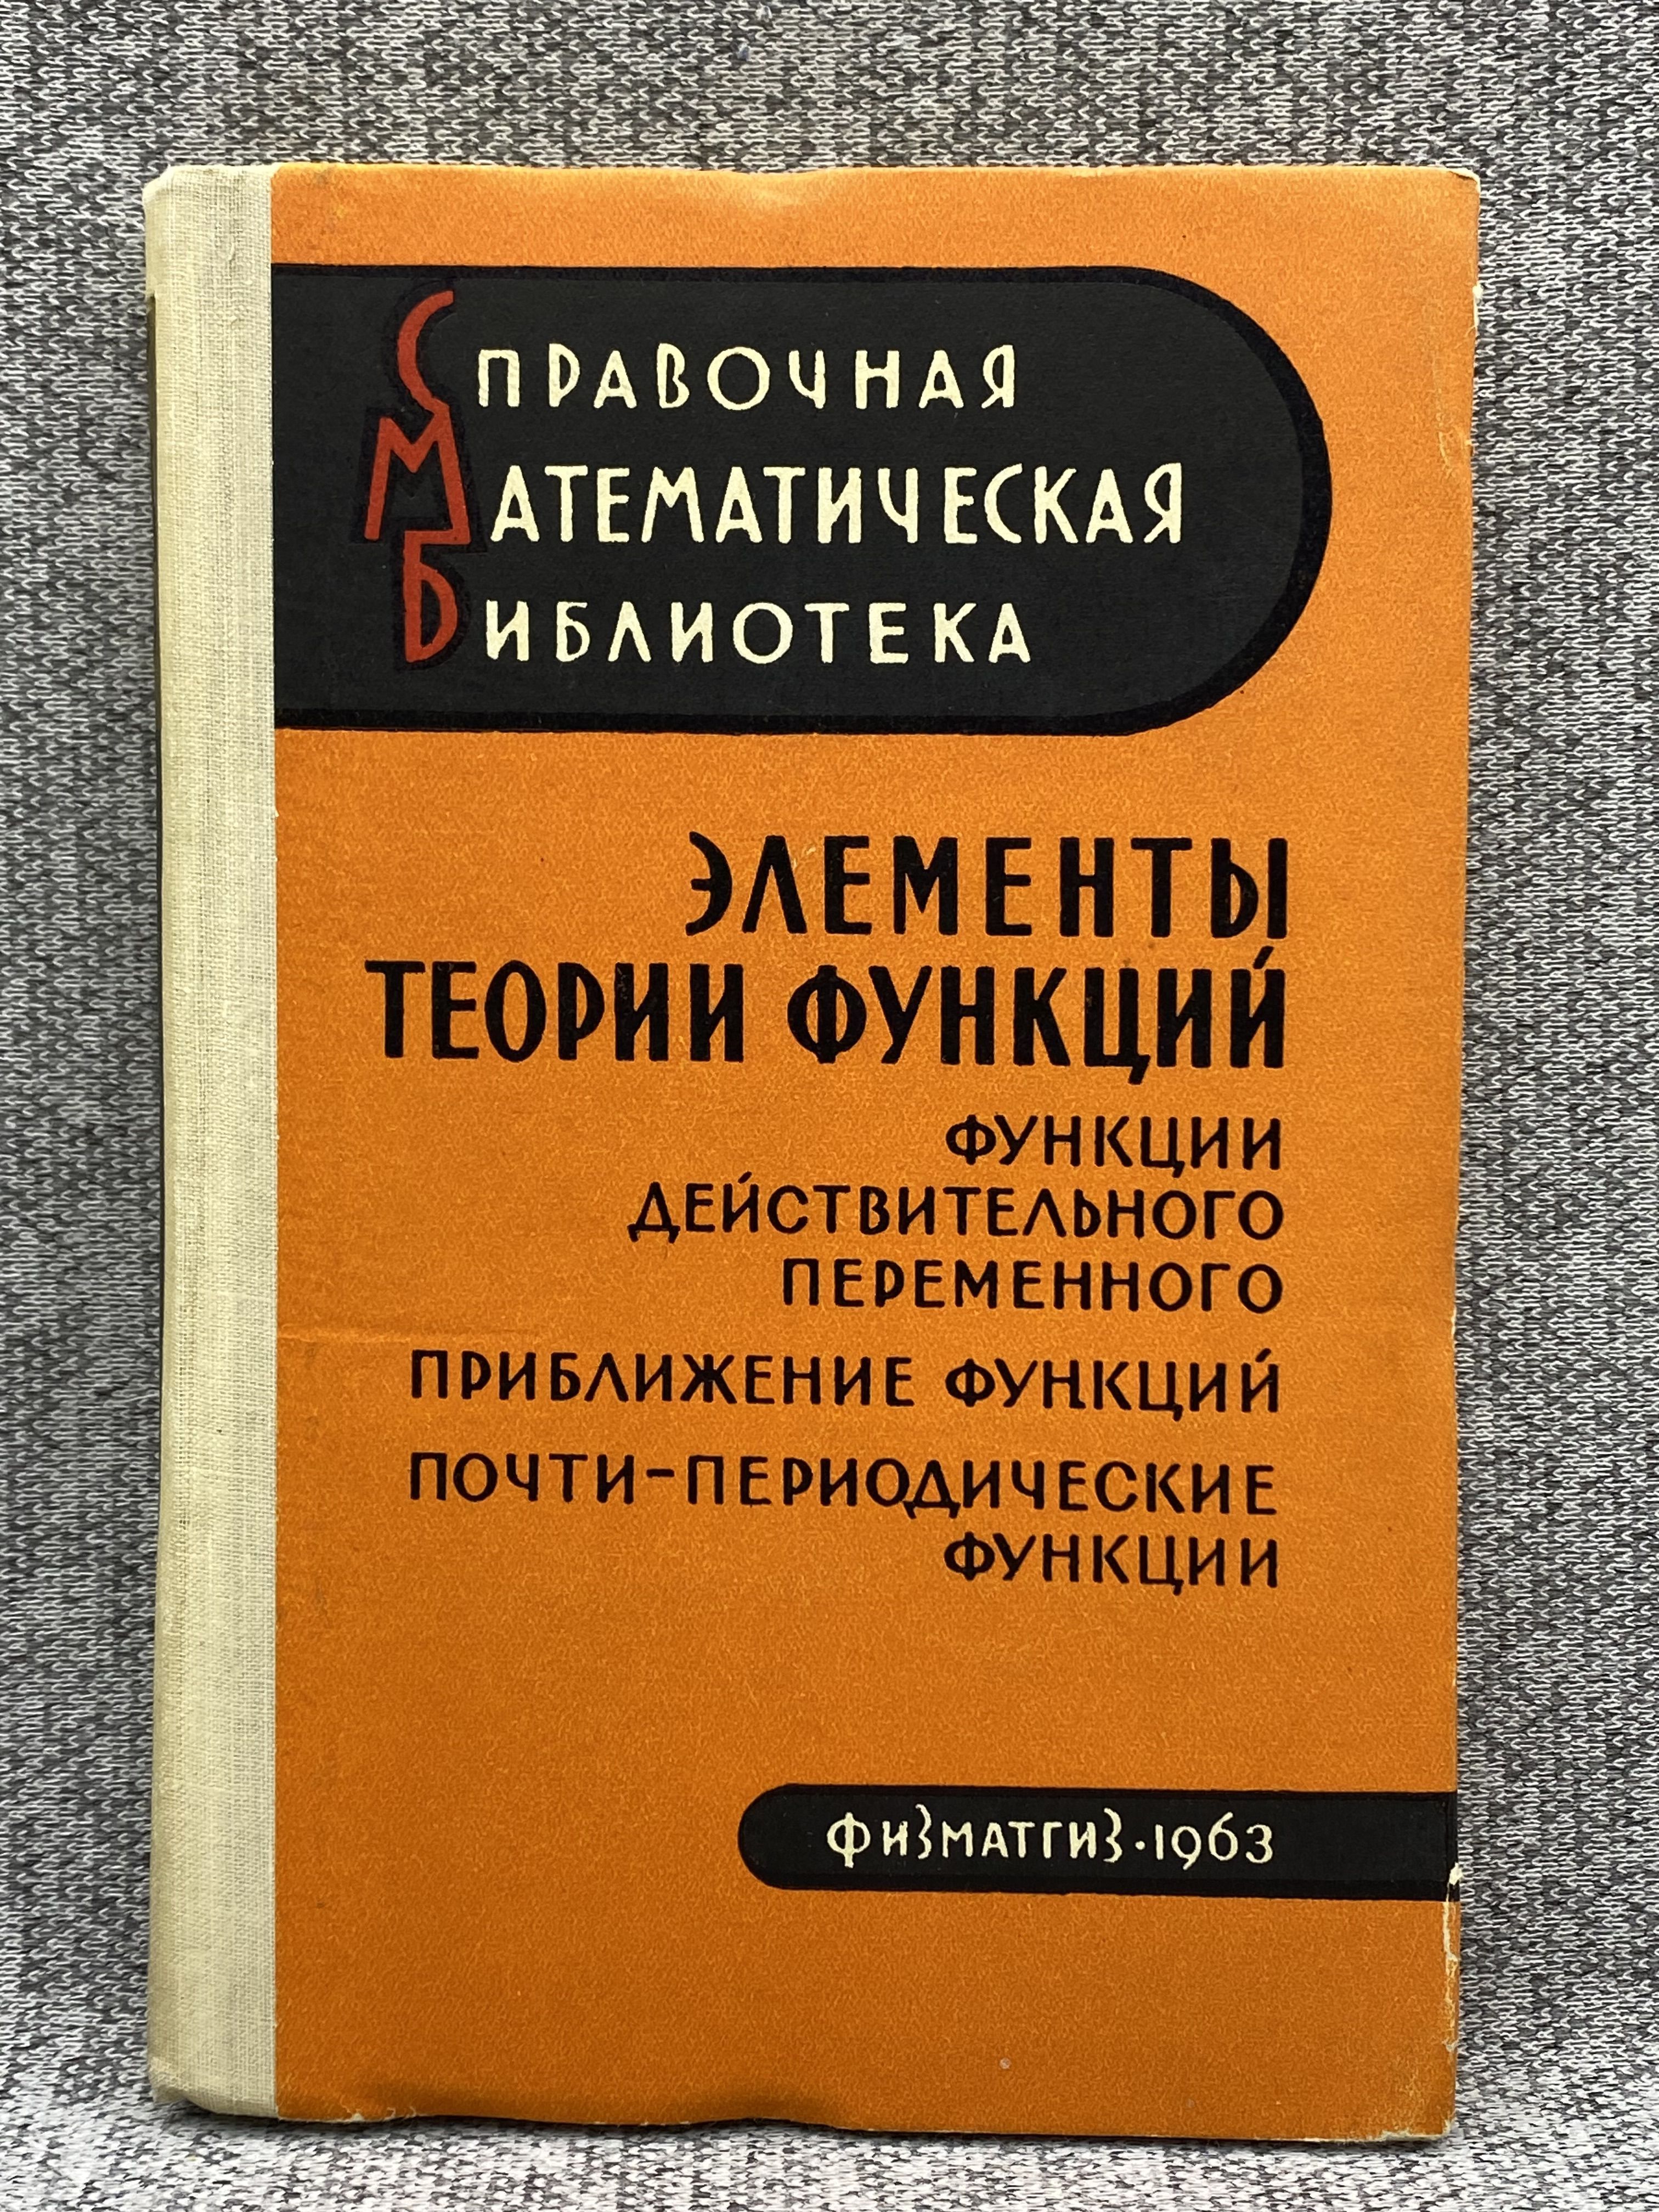 СПРАВОЧНАЯ
МАТЕМАТИЧЕСКАЯ
БИБЛИОТЕКА
ЭЛЕМЕНТЫ
ТЕОРИИ ФУНКЦИЙ
ФУНКЦИИ
ДЕЙСТВИТЕЛЬНОГО
ПЕРЕМЕННОГО
ПРИБЛИЖЕНИЕ ФУНКЦИЙ
ПОЧТИ-ПЕРИОДИЧЕСКИЕ
ФУНКЦИИ
ФИЗМАТГИЗ·1963